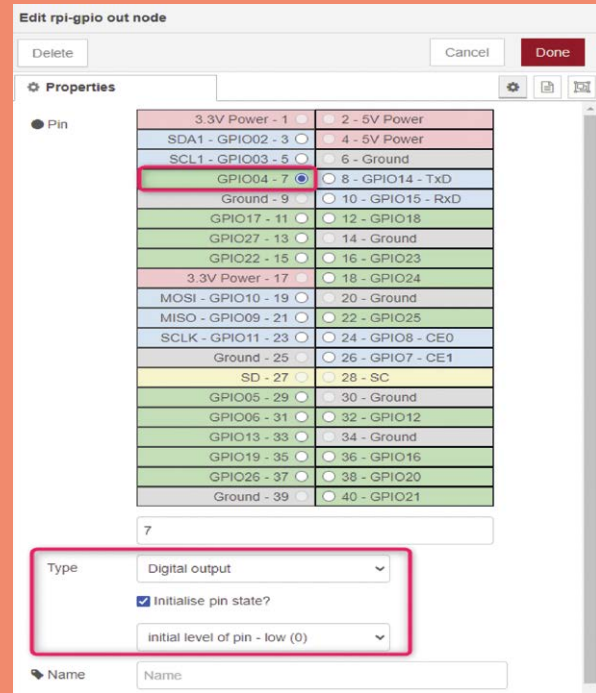 Edit rpi-gpio out node
Delete Cancel Done
Properties
Pin
3.3V Power - 1 2 - 5V Power
SDA1 - GPIO02 - 3 4 - 5V Power
SCL1 - GPIO03 - 5 6 - Ground
GPIO04 - 7 8 - GPIO14 - TxD
Ground - 9 10 - GPIO15 - RxD
GPIO17 - 11 12 - GPIO18
GPIO27 - 13 14 - Ground
GPIO22 - 15 16 - GPIO23
3.3V Power - 17 18 - GPIO24
MOSI - GPIO10 - 19 20 - Ground
MISO - GPIO09 - 21 22 - GPIO25
SCLK - GPIO11 - 23 24 - GPIO8 - CE0
Ground - 25 26 - GPIO7 - CE1
SD - 27 28 - SC
GPIO05 - 29 30 - Ground
GPIO06 - 31 32 - GPIO12
GPIO13 - 33 34 - Ground
GPIO19 - 35 36 - GPIO16
GPIO26 - 37 38 - GPIO20
Ground - 39 40 - GPIO21
7
Type Digital output
Initialise pin state?
initial level of pin - low (0)
Name Name